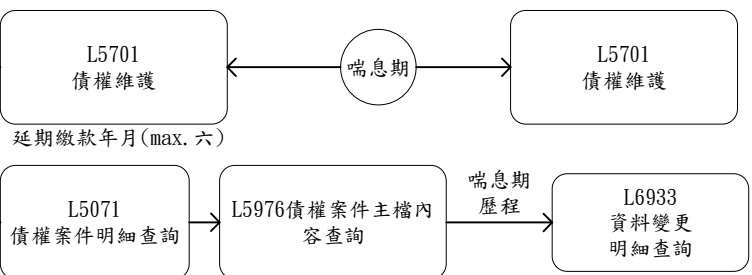 L5701
債權維護
喘息期
L5701
債權維護
延期繳款年月(max.六)
L5071
債權案件明細查詢
L5976債權案件主檔內
容查詢
喘息期
歷程
L6933
資料變更
明細查詢